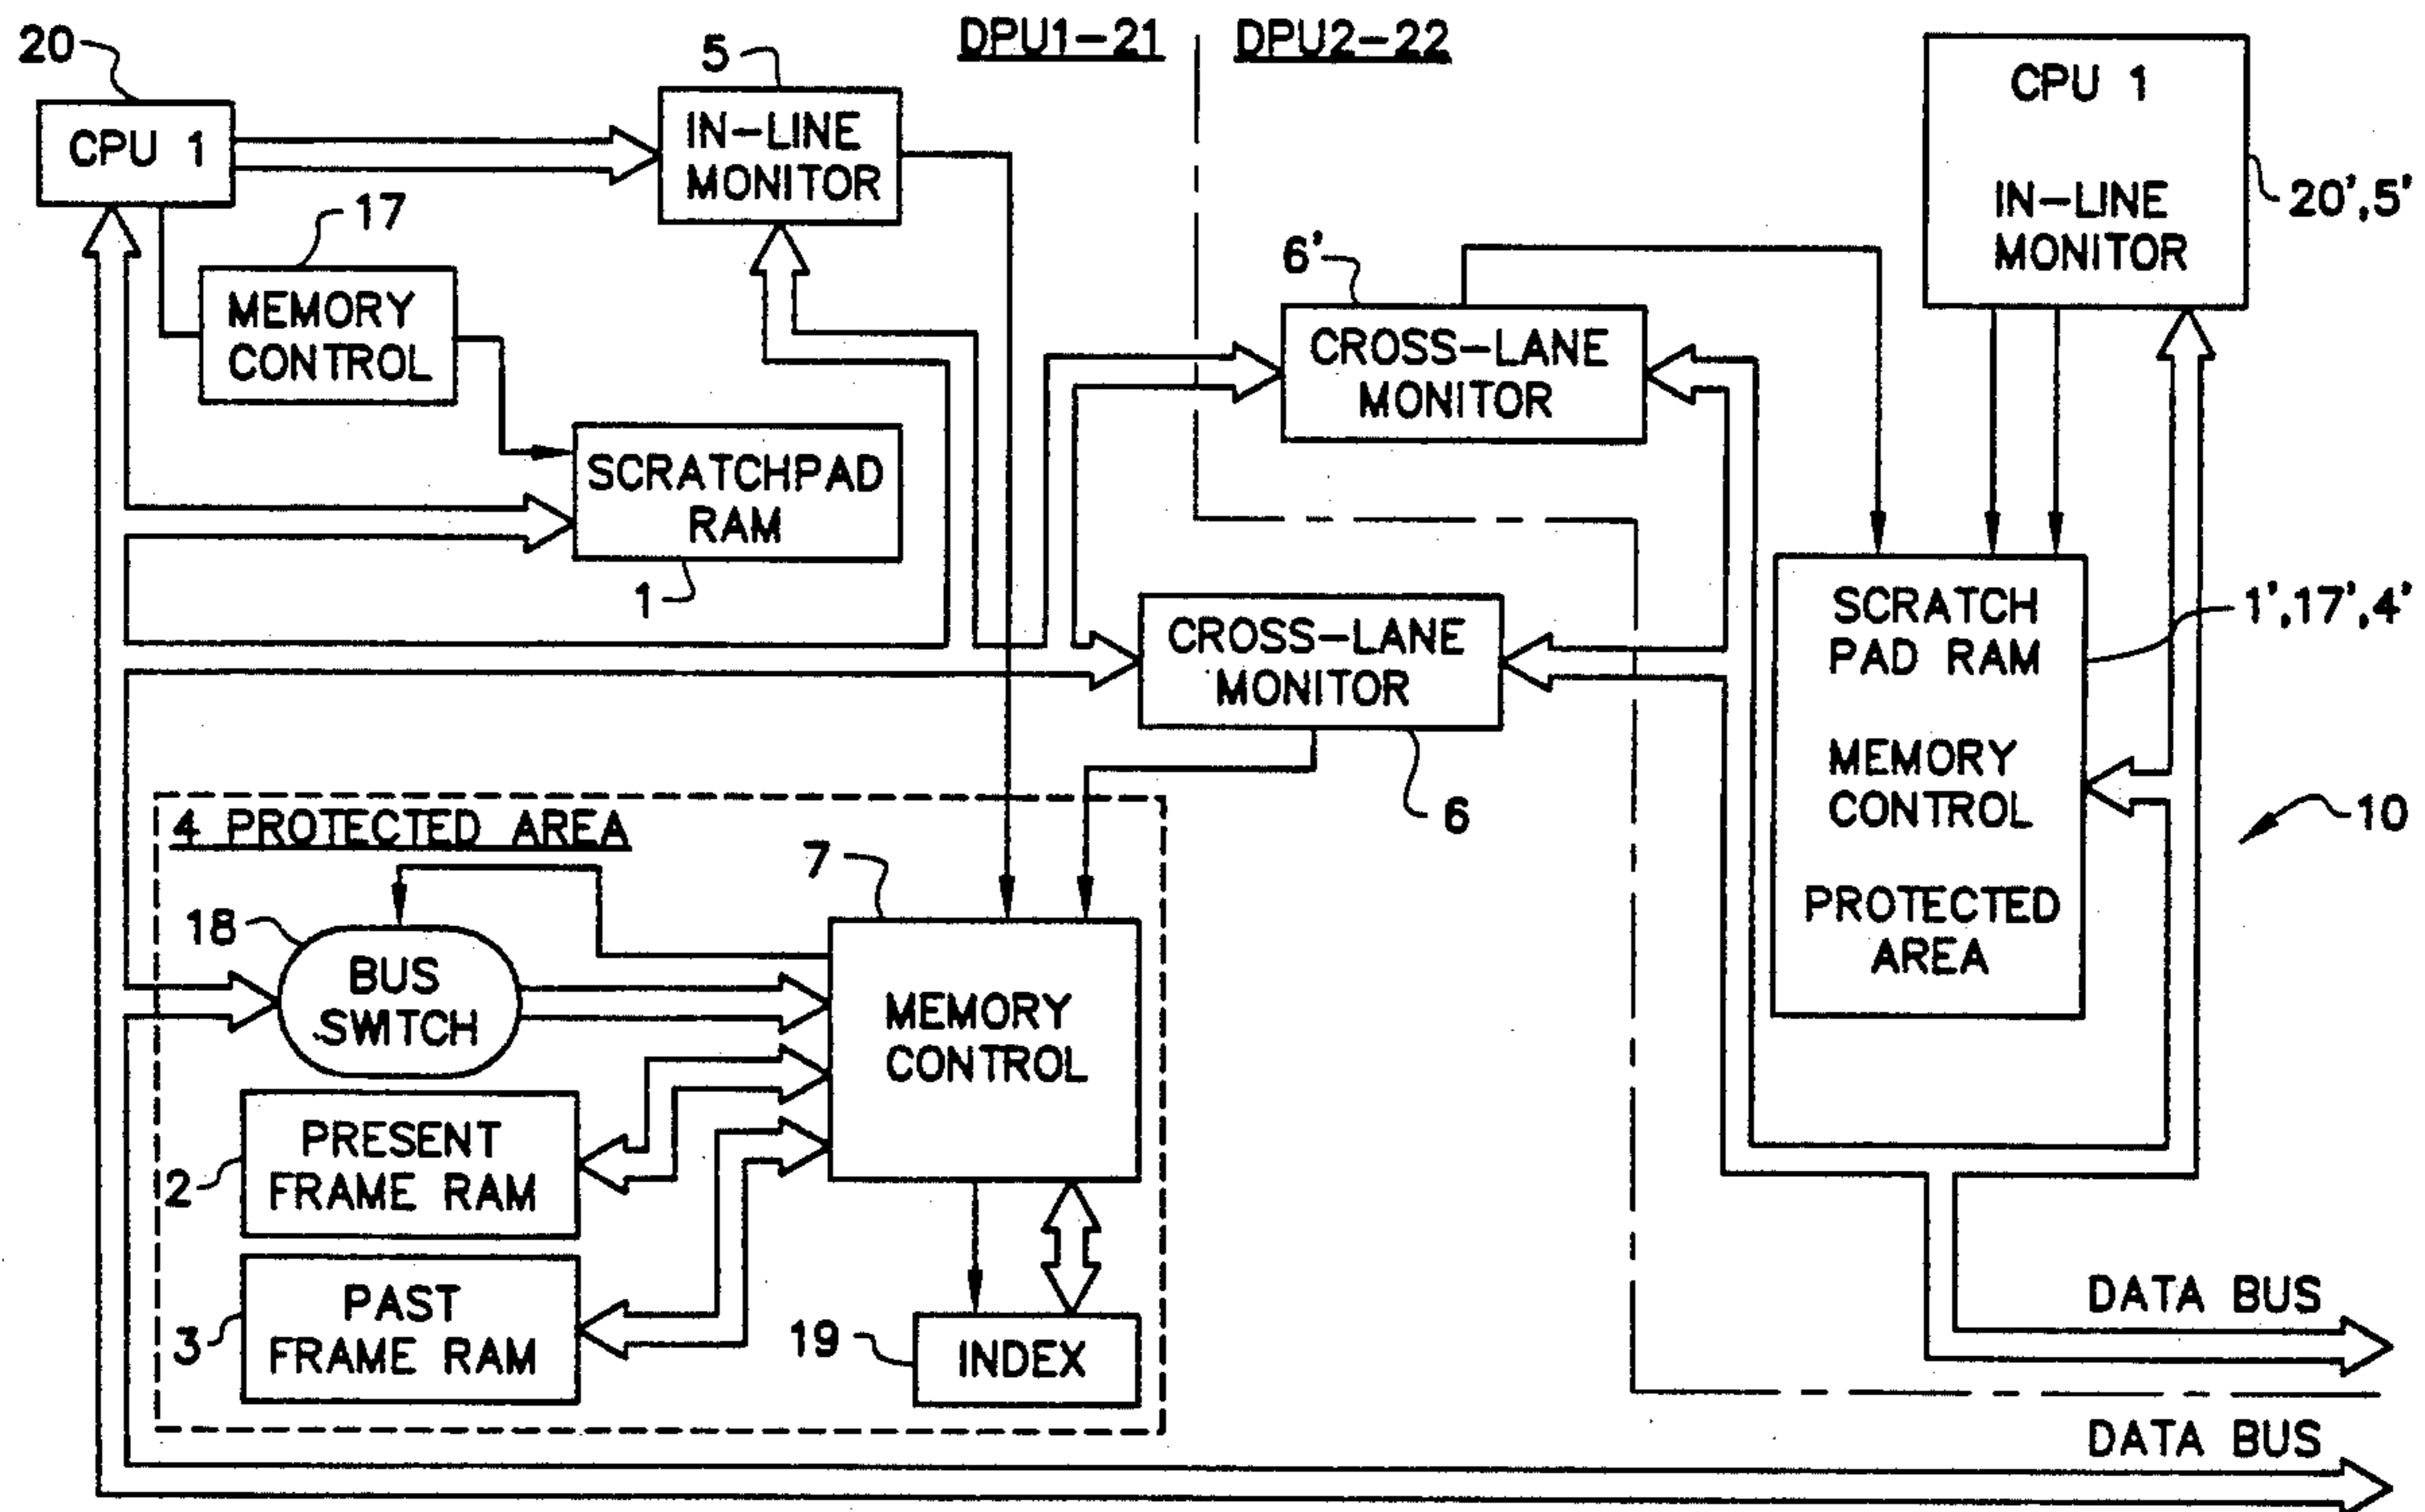 DPU1-21
DPU2-22
20
CPU 1
5
IN-LINE
MONITOR
CPU 1
IN-LINE
MONITOR
20',5'
17
MEMORY
CONTROL
6'
CROSS-LANE
MONITOR
SCRATCHPAD
RAM
1
CROSS-LANE
MONITOR
6
SCRATCH
PAD RAM
MEMORY
CONTROL
PROTECTED
AREA
1',17',4'
10
4 PROTECTED AREA
7
18
BUS
SWITCH
MEMORY
CONTROL
PRESENT
FRAME RAM
2
PAST
FRAME RAM
3
19
INDEX
DATA BUS
DATA BUS